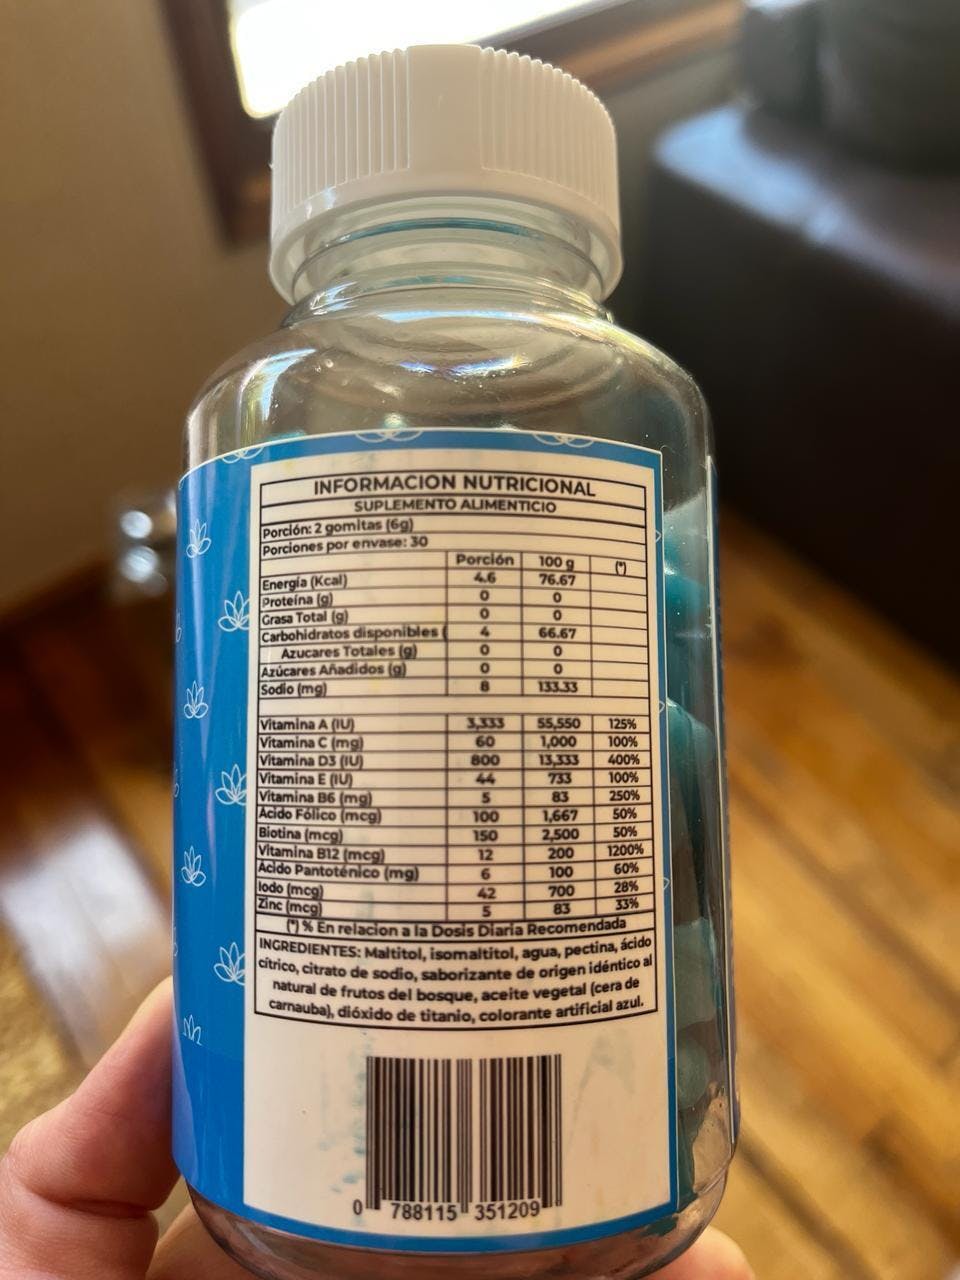 INFORMACION NUTRICIONAL
SUPLEMENTO ALIMENTICIO
Porción: 2 gomitas (6g)
Porciones por envase: 30
Porción 100 g (*)
Energía (Kcal) 4.6 76.67
Proteína (g) 0 0
Grasa Total (g) 0 0
Carbohidratos disponibles ( 4 66.67
Azucares Totales (g) 0 0
Azúcares Añadidos (g) 0 0
Sodio (mg) 8 133.33
Vitamina A (IU) 3,333 55,550 125%
Vitamina C (mg) 60 1,000 100%
Vitamina D3 (IU) 800 13,333 400%
Vitamina E (IU) 44 733 100%
Vitamina B6 (mg) 5 83 250%
Ácido Fólico (mcg) 100 1,667 50%
Biotina (mcg) 150 2,500 50%
Vitamina B12 (mcg) 12 200 1200%
Ácido Pantoténico (mg) 6 100 60%
Iodo (mcg) 42 700 28%
Zinc (mcg) 5 83 33%
(*) % En relacion a la Dosis Diaria Recomendada
INGREDIENTES: Maltitol, isomaltitol, agua, pectina, ácido
cítrico, citrato de sodio, saborizante de origen idéntico al
natural de frutos del bosque, aceite vegetal (cera de
carnauba), dióxido de titanio, colorante artificial azul.
0 788115 351209